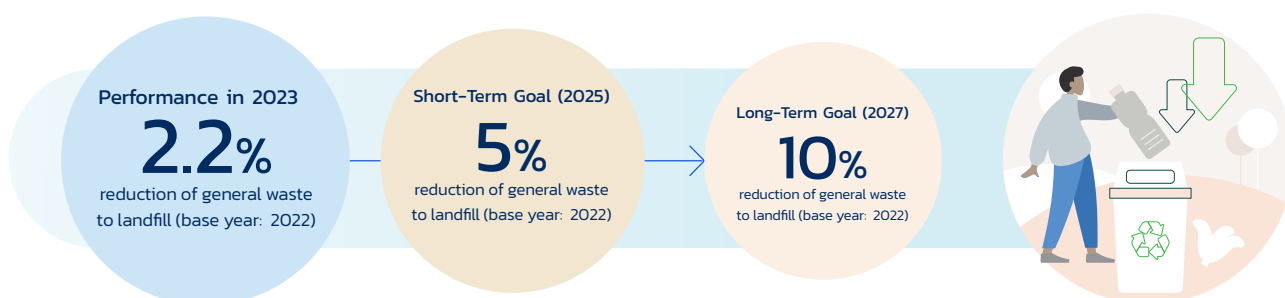 Performance in 2023
2.2%
reduction of general waste
to landfill (base year: 2022)
Short-Term Goal (2025)
5%
reduction of general waste
to landfill (base year: 2022)
Long-Term Goal (2027)
10%
reduction of general waste
to landfill (base year: 2022)